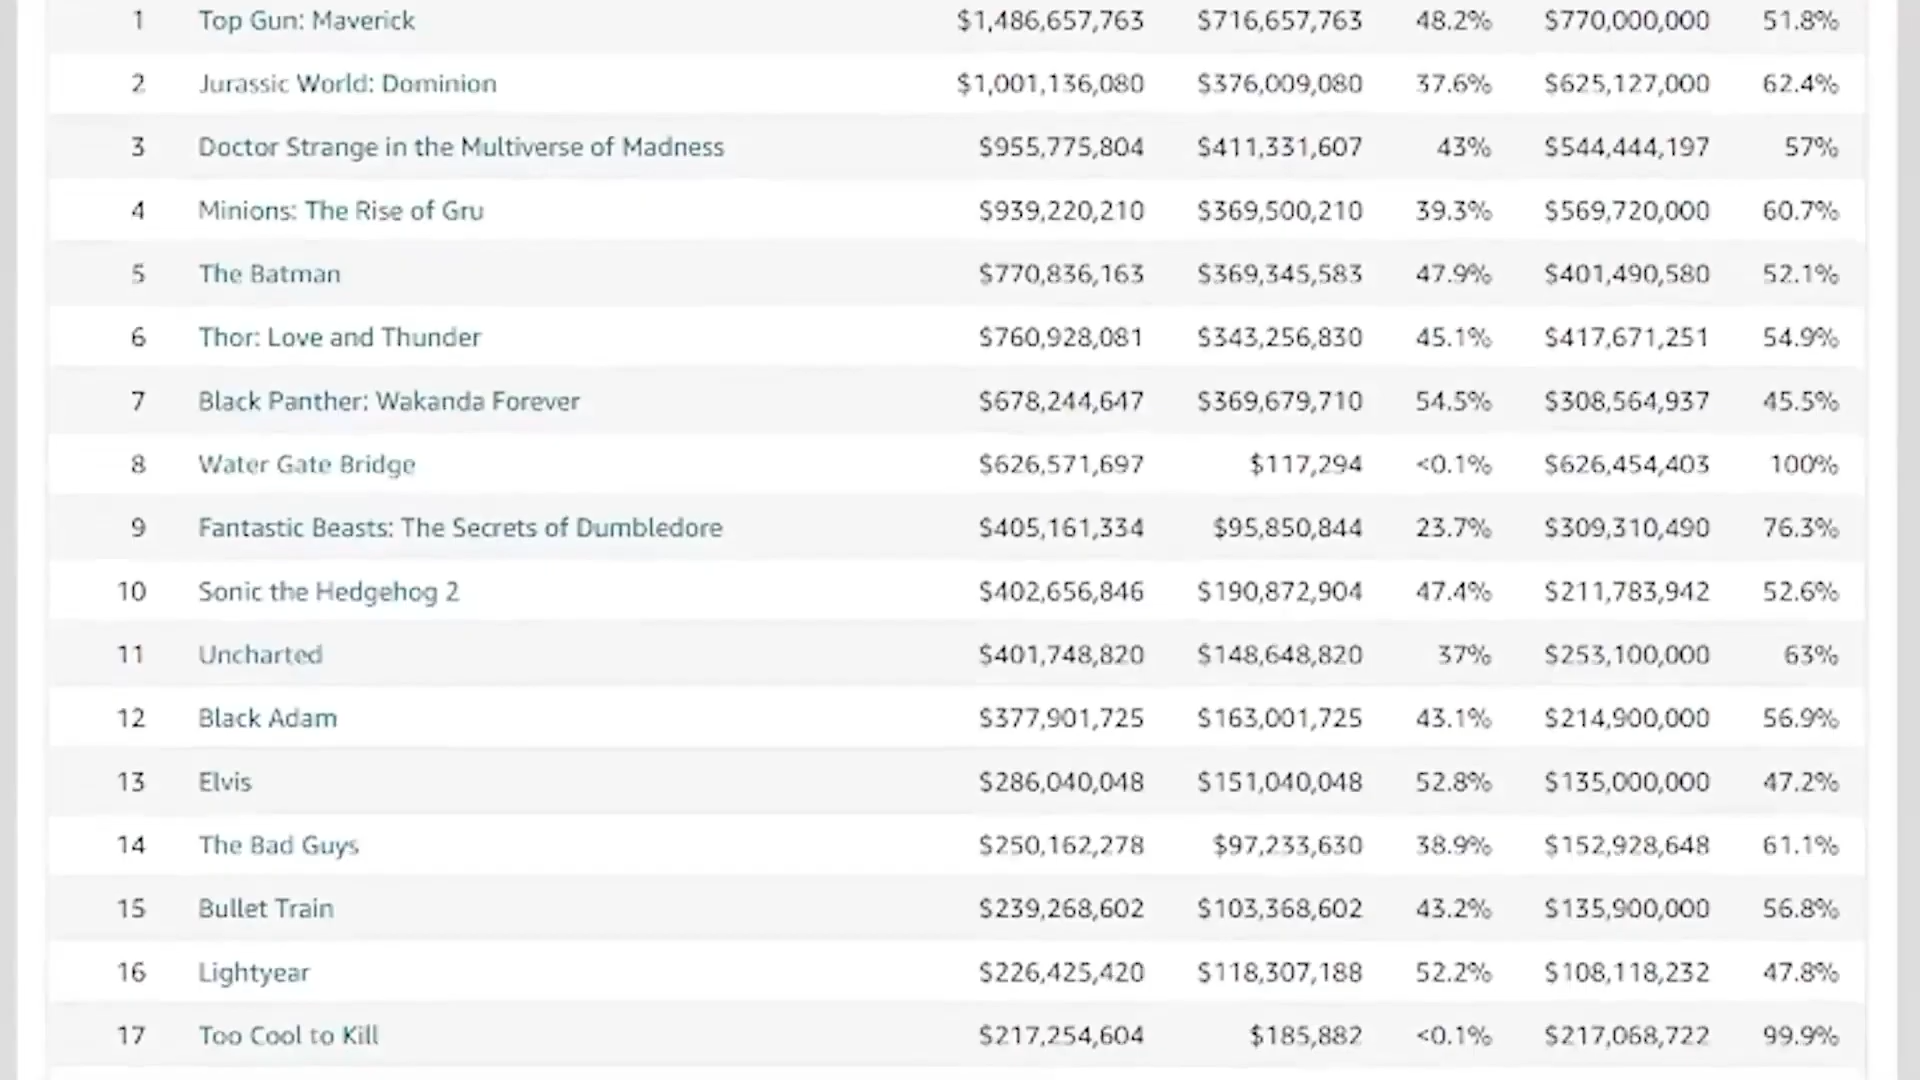 1 Top Gun: Maverick $1,486,657,763 $716,657,763 48.2% $770,000,000 51.8%
2 Jurassic World: Dominion $1,001,136,080 $376,009,080 37.6% $625,127,000 62.4%
3 Doctor Strange in the Multiverse of Madness $955,775,804 $411,331,607 43% $544,444,197 57%
4 Minions: The Rise of Gru $939,220,210 $369,500,210 39.3% $569,720,000 60.7%
5 The Batman $770,836,163 $369,345,583 47.9% $401,490,580 52.1%
6 Thor: Love and Thunder $760,928,081 $343,256,830 45.1% $417,671,251 54.9%
7 Black Panther: Wakanda Forever $678,244,647 $369,679,710 54.5% $308,564,937 45.5%
8 Water Gate Bridge $626,571,697 $117,294 <0.1% $626,454,403 100%
9 Fantastic Beasts: The Secrets of Dumbledore $405,161,334 $95,850,844 23.7% $309,310,490 76.3%
10 Sonic the Hedgehog 2 $402,656,846 $190,872,904 47.4% $211,783,942 52.6%
11 Uncharted $401,748,820 $148,648,820 37% $253,100,000 63%
12 Black Adam $377,901,725 $163,001,725 43.1% $214,900,000 56.9%
13 Elvis $286,040,048 $151,040,048 52.8% $135,000,000 47.2%
14 The Bad Guys $250,162,278 $97,233,630 38.9% $152,928,648 61.1%
15 Bullet Train $239,268,602 $103,368,602 43.2% $135,900,000 56.8%
16 Lightyear $226,425,420 $118,307,188 52.2% $108,118,232 47.8%
17 Too Cool to Kill $217,254,604 $185,882 <0.1% $217,068,722 99.9%